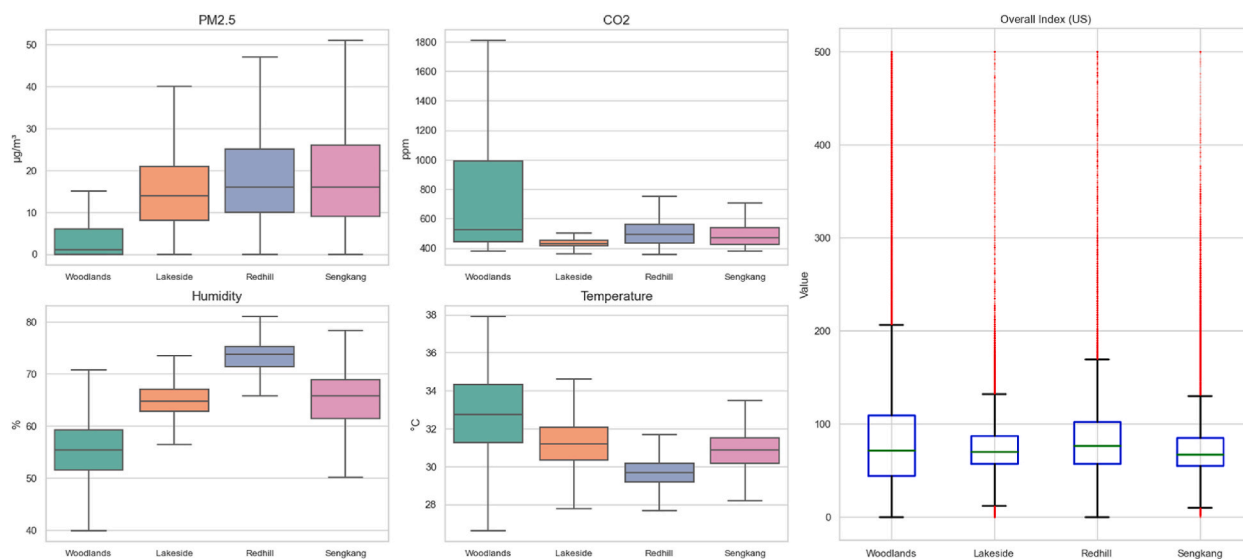 PM2.5
µg/m³
50
40
30
20
10
0
Woodlands Lakeside Redhill Sengkang
CO2
ppm
1800
1600
1400
1200
1000
800
600
400
Woodlands Lakeside Redhill Sengkang
Humidity
%
80
70
60
50
40
Woodlands Lakeside Redhill Sengkang
Temperature
°C
38
36
34
32
30
28
Woodlands Lakeside Redhill Sengkang
Overall Index (US)
Value
500
400
300
200
100
0
Woodlands Lakeside Redhill Sengkang